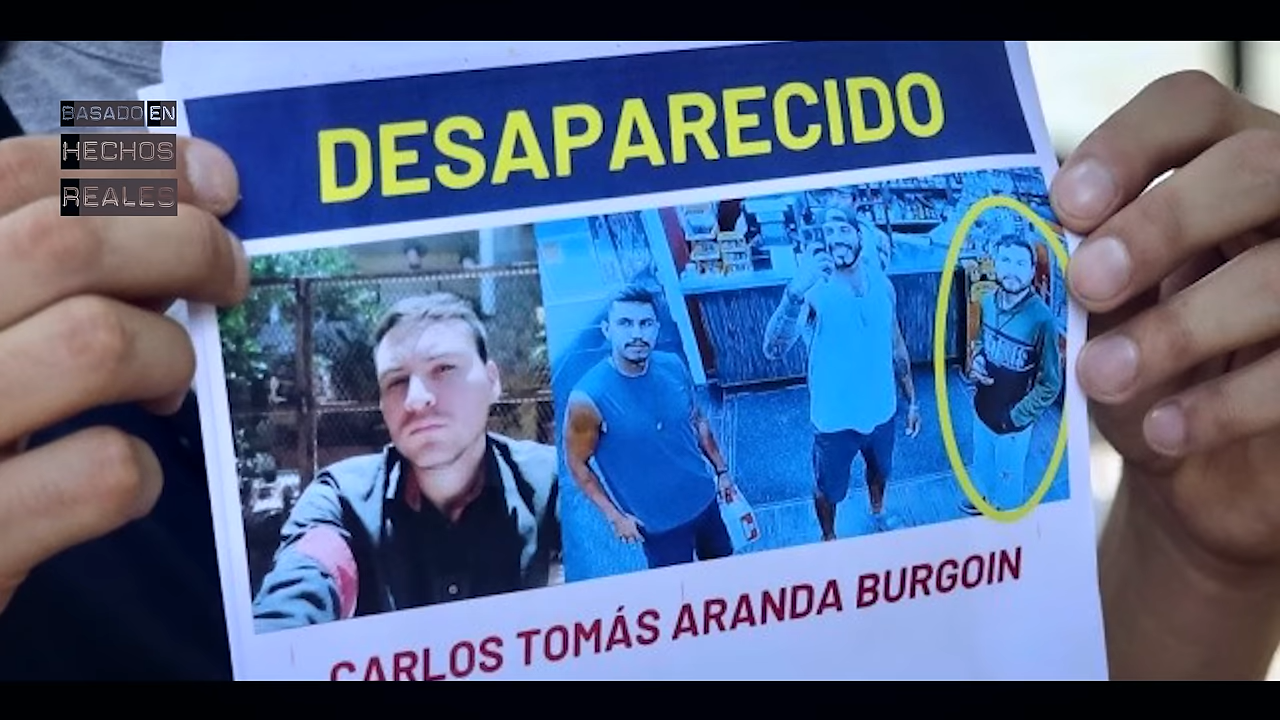 BASADO EN
HECHOS
REALES
DESAPARECIDO
CARLOS TOMÁS ARANDA BURGOIN